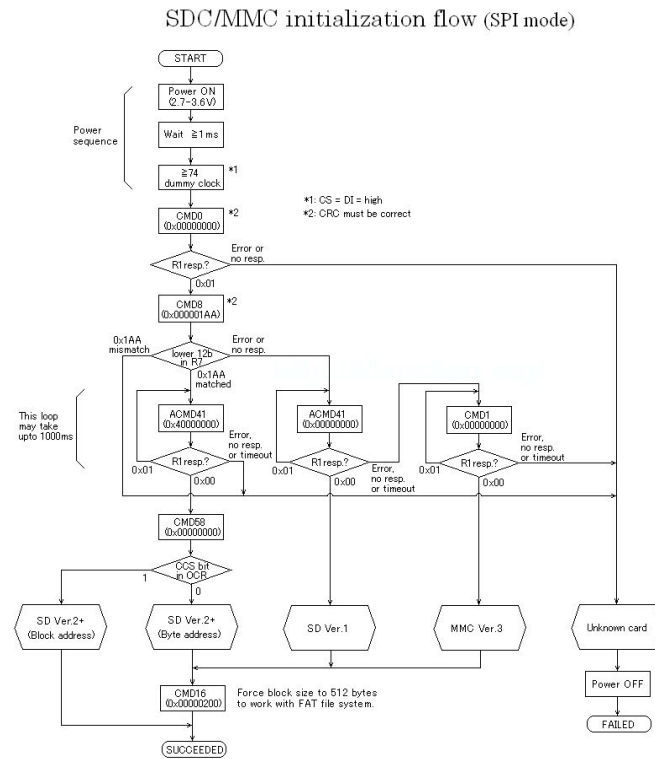 SDC/MMC initialization flow (SPI mode)
START
Power ON
(2.7-3.6V)
Power
sequence
Wait ≧1ms
≧74
dummy clock
*1
*1: CS = DI = high
*2: CRC must be correct
CMD0
(0x00000000)
*2
R1 resp.?
Error or
no resp.
0x01
CMD8
(0x000001AA)
*2
0x1AA
mismatch
lower 12b
in R7
Error or
no resp.
0x1AA
matched
This loop
may take
upto 1000ms
ACMD41
(0x40000000)
ACMD41
(0x00000000)
CMD1
(0x00000000)
R1 resp.?
Error,
no resp.
or timeout
0x01
0x00
R1 resp.?
Error,
no resp.
or timeout
0x01
0x00
R1 resp.?
Error,
no resp.
or timeout
0x01
0x00
CMD58
(0x00000000)
CCS bit
in OCR
1
0
SD Ver.2+
(Block address)
SD Ver.2+
(Byte address)
SD Ver.1
MMC Ver.3
Unknown card
CMD16
(0x00000200)
Force block size to 512 bytes
to work with FAT file system.
Power OFF
FAILED
SUCCEEDED